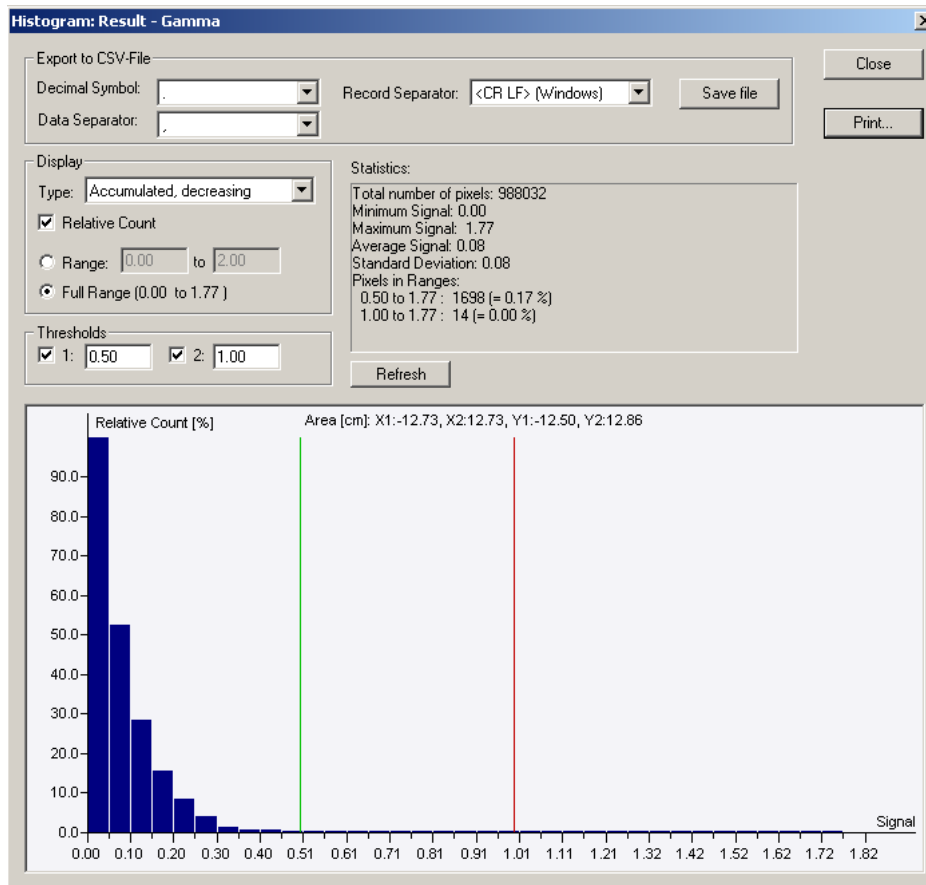 Histogram: Result - Gamma
Export to CSV-File
Close
Decimal Symbol: .
Record Separator: <CR LF> (Windows)
Save file
Data Separator: ,
Print...
Display
Type: Accumulated, decreasing
Relative Count
Range: 0.00 to 2.00
Full Range (0.00 to 1.77 )
Thresholds
1: 0.50 2: 1.00
Statistics:
Total number of pixels: 988032
Minimum Signal: 0.00
Maximum Signal: 1.77
Average Signal: 0.08
Standard Deviation: 0.08
Pixels in Ranges:
0.50 to 1.77 : 1698 (= 0.17 %)
1.00 to 1.77 : 14 (= 0.00 %)
Refresh
Relative Count [%]
Area [cm]: X1:-12.73, X2:12.73, Y1:-12.50, Y2:12.86
90.0
80.0
70.0
60.0
50.0
40.0
30.0
20.0
10.0
0.0
Signal
0.00 0.10 0.20 0.30 0.40 0.51 0.61 0.71 0.81 0.91 1.01 1.11 1.21 1.32 1.42 1.52 1.62 1.72 1.82